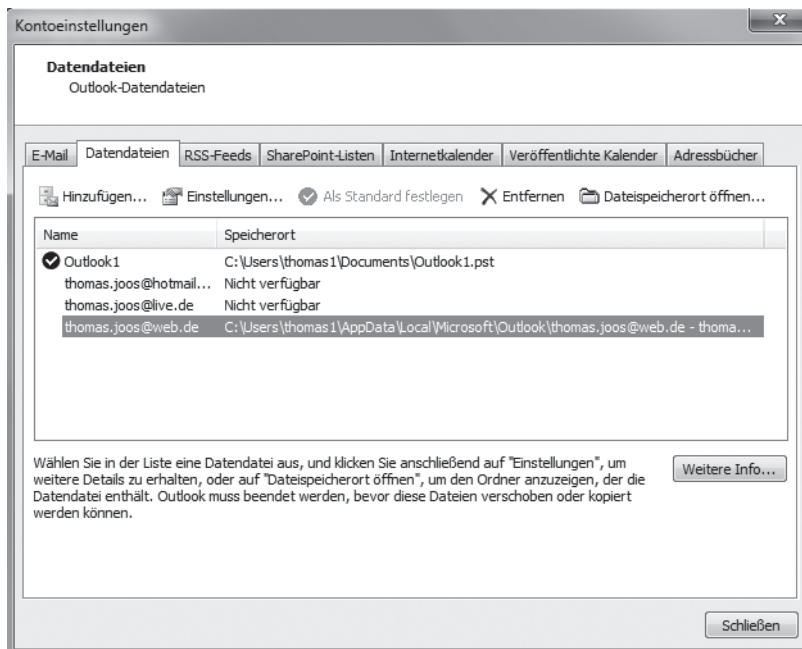 Kontoeinstellungen
x
Datendateien
Outlook-Datendateien
E-Mail Datendateien RSS-Feeds SharePoint-Listen Internetkalender Veröffentlichte Kalender Adressbücher
Hinzufügen... Einstellungen... Als Standard festlegen Entfernen Dateispeicherort öffnen...
Name Speicherort
Outlook1 C:\Users\thomas1\Documents\Outlook1.pst
thomas.joos@hotmail... Nicht verfügbar
thomas.joos@live.de Nicht verfügbar
thomas.joos@web.de C:\Users\thomas1\AppData\Local\Microsoft\Outlook\thomas.joos@web.de - thoma...
Wählen Sie in der Liste eine Datendatei aus, und klicken Sie anschließend auf "Einstellungen", um
weitere Details zu erhalten, oder auf "Dateispeicherort öffnen", um den Ordner anzuzeigen, der die
Datendatei enthält. Outlook muss beendet werden, bevor diese Dateien verschoben oder kopiert
werden können.
Weitere Info...
Schließen